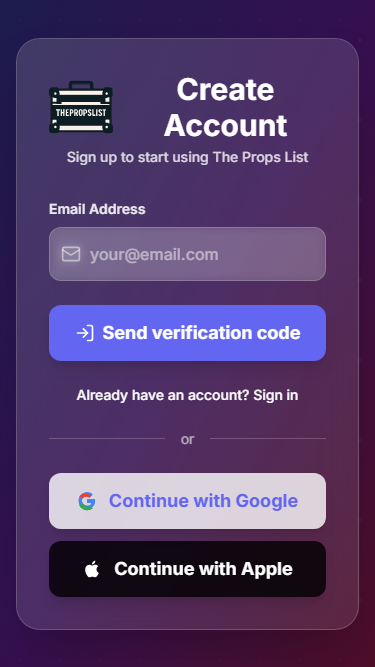 THEPROPSLIST
Create
Account
Sign up to start using The Props List
Email Address
your@email.com
Send verification code
Already have an account? Sign in
or
Continue with Google
Continue with Apple